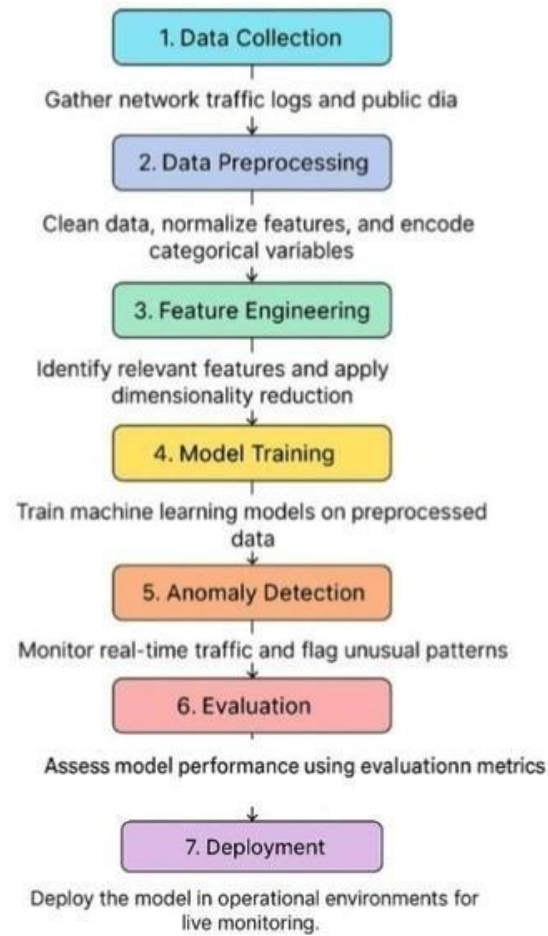 1. Data Collection
Gather network traffic logs and public dia
2. Data Preprocessing
Clean data, normalize features, and encode
categorical variables
3. Feature Engineering
Identify relevant features and apply
dimensionality reduction
4. Model Training
Train machine learning models on preprocessed
data
5. Anomaly Detection
Monitor real-time traffic and flag unusual patterns
6. Evaluation
Assess model performance using evaluationn metrics
7. Deployment
Deploy the model in operational environments for
live monitoring.